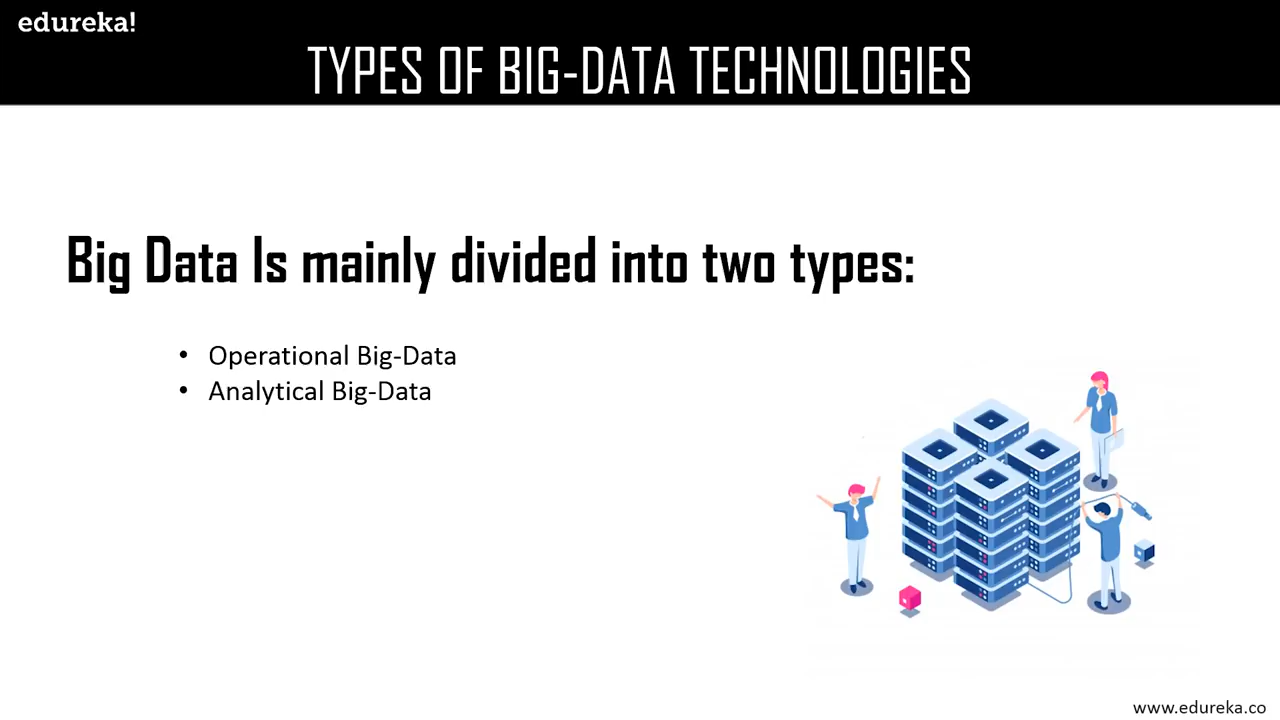 edureka!
TYPES OF BIG-DATA TECHNOLOGIES
Big Data Is mainly divided into two types:
• Operational Big-Data
• Analytical Big-Data
www.edureka.co